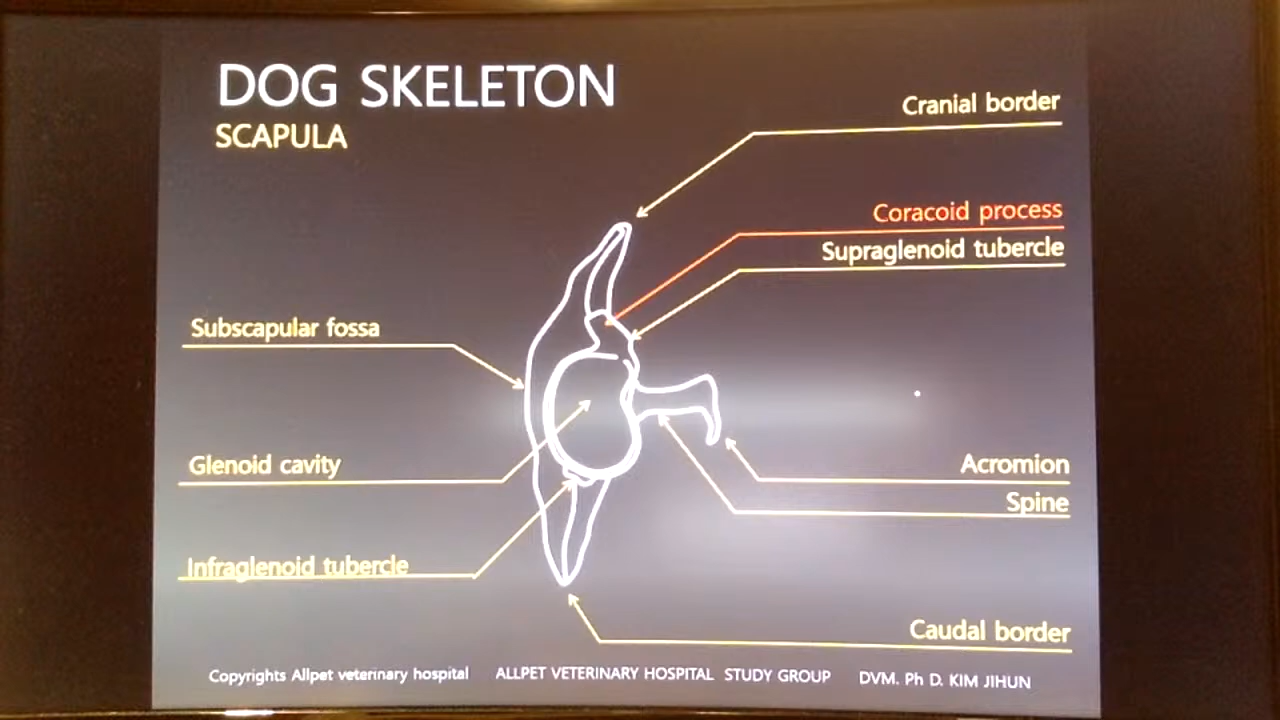 DOG SKELETON
SCAPULA
Cranial border
Coracoid process
Supraglenoid tubercle
Subscapular fossa
Glenoid cavity
Acromion
Spine
Infraglenoid tubercle
Caudal border
Copyrights Allpet veterinary hospital ALLPET VETERINARY HOSPITAL STUDY GROUP DVM. Ph D. KIM JIHUN